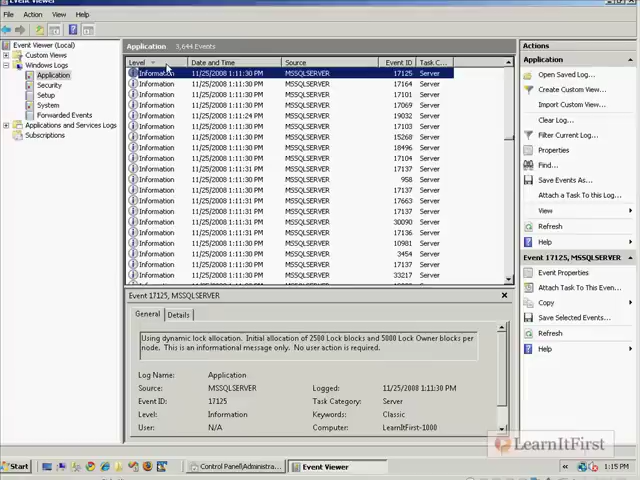 Event Viewer
File Action View Help
Event Viewer (Local)
Custom Views
Windows Logs
Application
Security
Setup
System
Forwarded Events
Applications and Services Logs
Subscriptions
Application 3,644 Events
Level Date and Time Source Event ID Task C...
Information 11/25/2008 1:11:30 PM MSSQLSERVER 17125 Server
Information 11/25/2008 1:11:30 PM MSSQLSERVER 17164 Server
Information 11/25/2008 1:11:30 PM MSSQLSERVER 17101 Server
Information 11/25/2008 1:11:30 PM MSSQLSERVER 17069 Server
Information 11/25/2008 1:11:24 PM MSSQLSERVER 19032 Server
Information 11/25/2008 1:11:30 PM MSSQLSERVER 17103 Server
Information 11/25/2008 1:11:30 PM MSSQLSERVER 15268 Server
Information 11/25/2008 1:11:30 PM MSSQLSERVER 18496 Server
Information 11/25/2008 1:11:30 PM MSSQLSERVER 17104 Server
Information 11/25/2008 1:11:31 PM MSSQLSERVER 17137 Server
Information 11/25/2008 1:11:30 PM MSSQLSERVER 958 Server
Information 11/25/2008 1:11:31 PM MSSQLSERVER 17137 Server
Information 11/25/2008 1:11:31 PM MSSQLSERVER 17663 Server
Information 11/25/2008 1:11:31 PM MSSQLSERVER 17137 Server
Information 11/25/2008 1:11:31 PM MSSQLSERVER 30090 Server
Information 11/25/2008 1:11:30 PM MSSQLSERVER 17136 Server
Information 11/25/2008 1:11:31 PM MSSQLSERVER 10981 Server
Information 11/25/2008 1:11:30 PM MSSQLSERVER 3454 Server
Information 11/25/2008 1:11:30 PM MSSQLSERVER 17137 Server
Information 11/25/2008 1:11:30 PM MSSQLSERVER 33217 Server
Event 17125, MSSQLSERVER
General Details
Using dynamic lock allocation. Initial allocation of 2500 Lock blocks and 5000 Lock Owner blocks per
node. This is an informational message only. No user action is required.
Log Name: Application
Source: MSSQLSERVER Logged: 11/25/2008 1:11:30 PM
Event ID: 17125 Task Category: Server
Level: Information Keywords: Classic
User: N/A Computer: LearnItFirst-1000
Actions
Application
Open Saved Log...
Create Custom View...
Import Custom View...
Clear Log...
Filter Current Log...
Properties
Find...
Save Events As...
Attach a Task To this Log...
View
Refresh
Help
Event 17125, MSSQLSERVER
Event Properties
Attach Task To This Even...
Copy
Save Selected Events...
Refresh
Help
LearnItFirst
Start Control Panel\Administra... Event Viewer « 1:15 PM